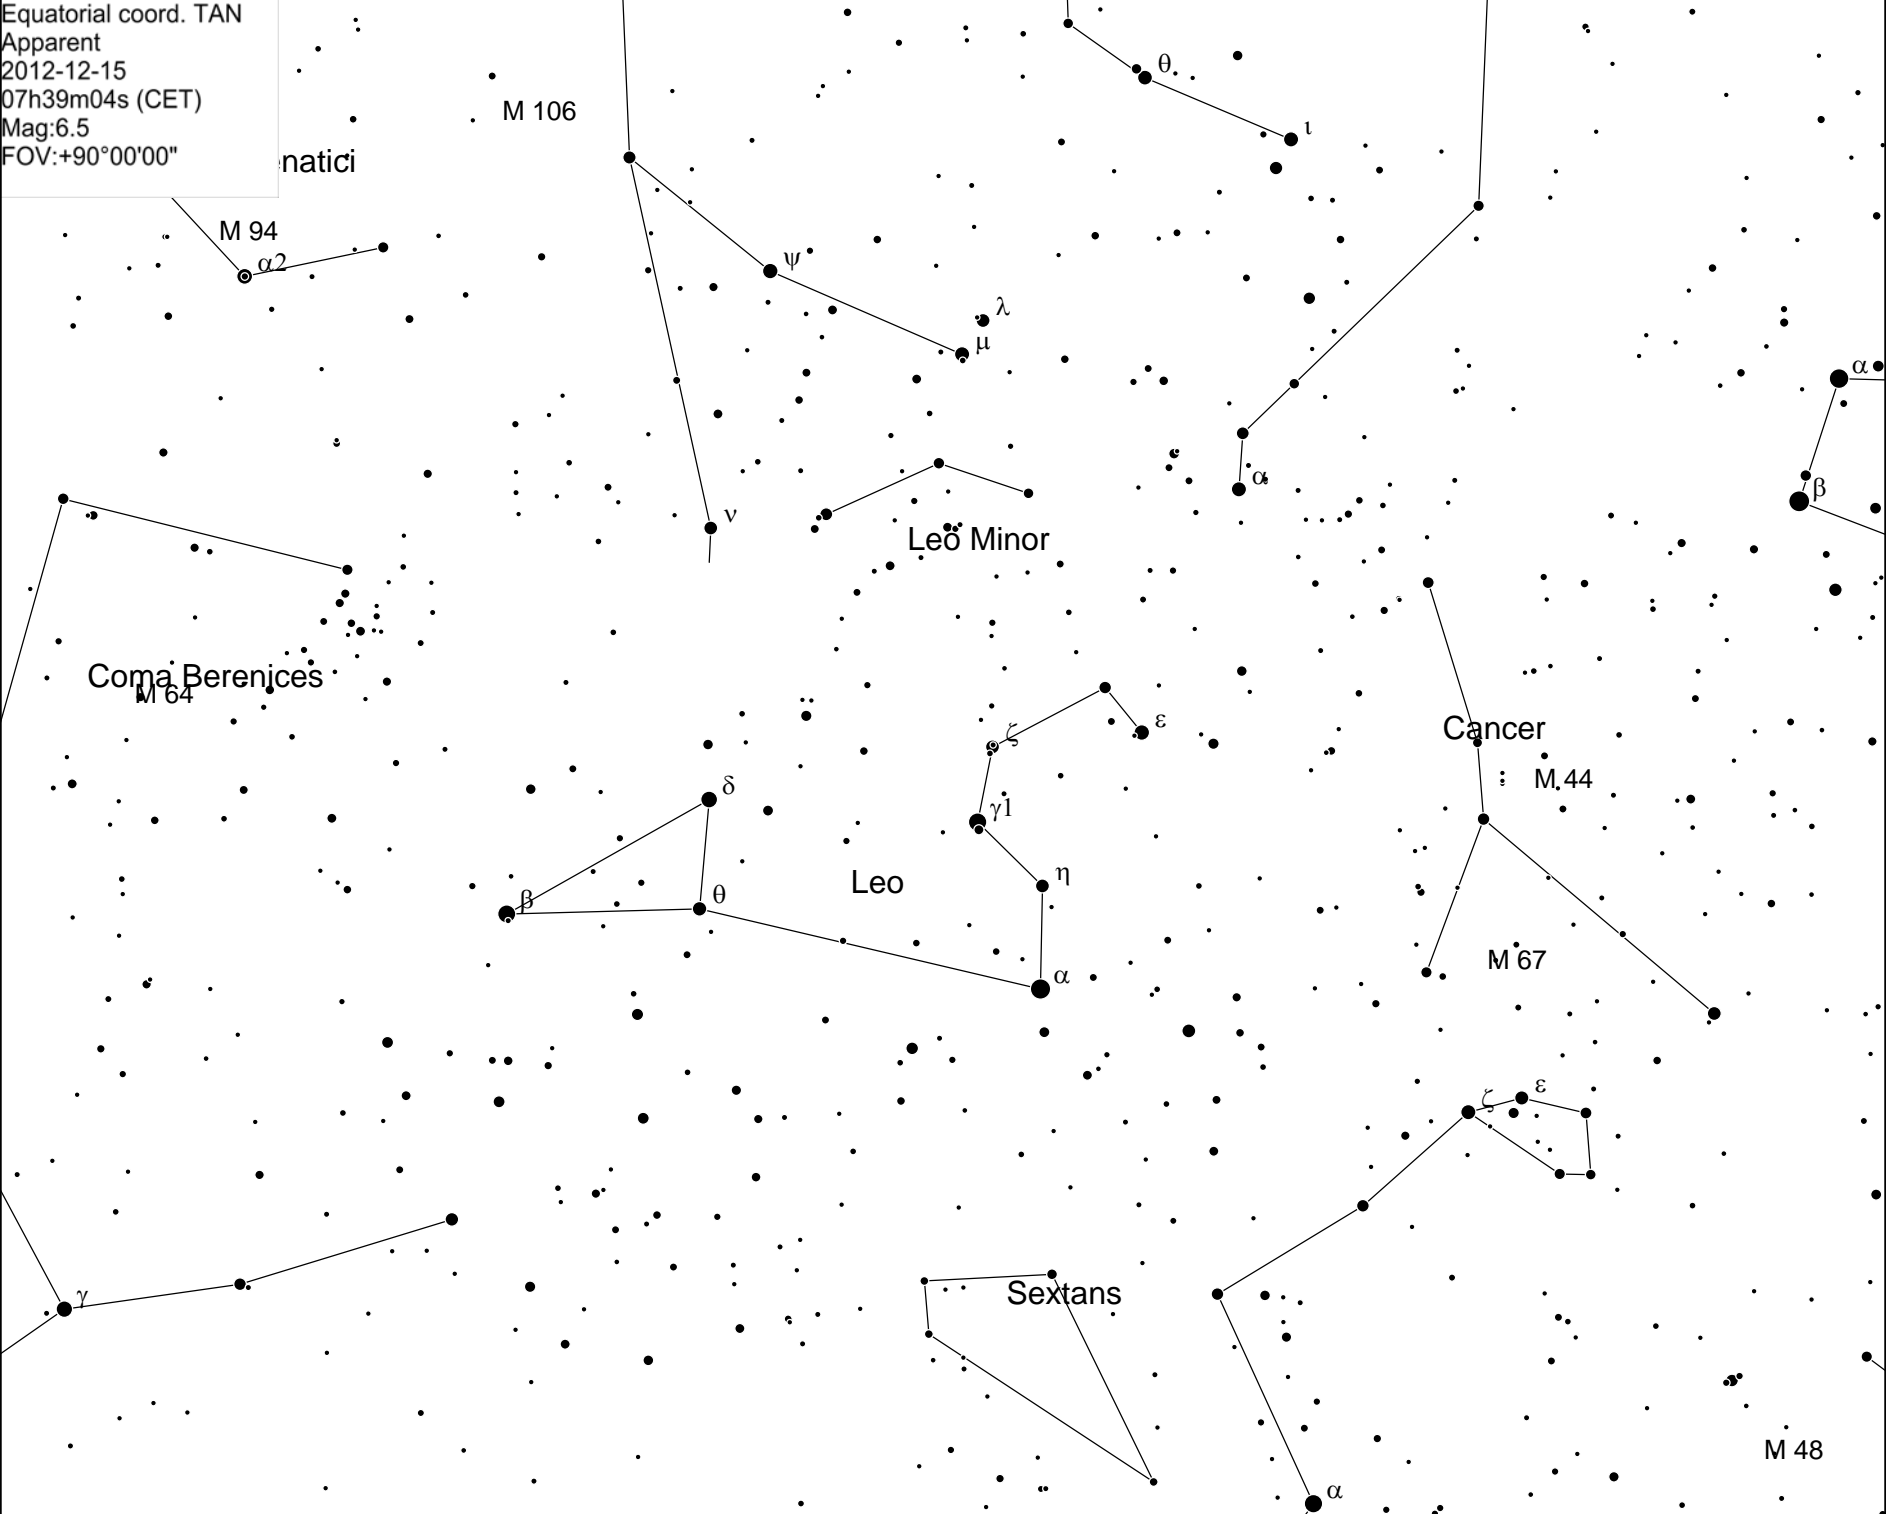 Equatorial coord. TAN
Apparent
2012-12-15
07h39m04s (CET)
Mag:6.5
FOV:+90°00'00"
θ
M 106
ι
enatici
M 94
α2
ψ
λ
μ
α
α
β
ν
Leo Minor
Coma Berenices
M 64
ε
ζ
Cancer
M 44
δ
γ1
η
Leo
β
θ
M 67
α
ε
ζ
γ
Sextans
M 48
α